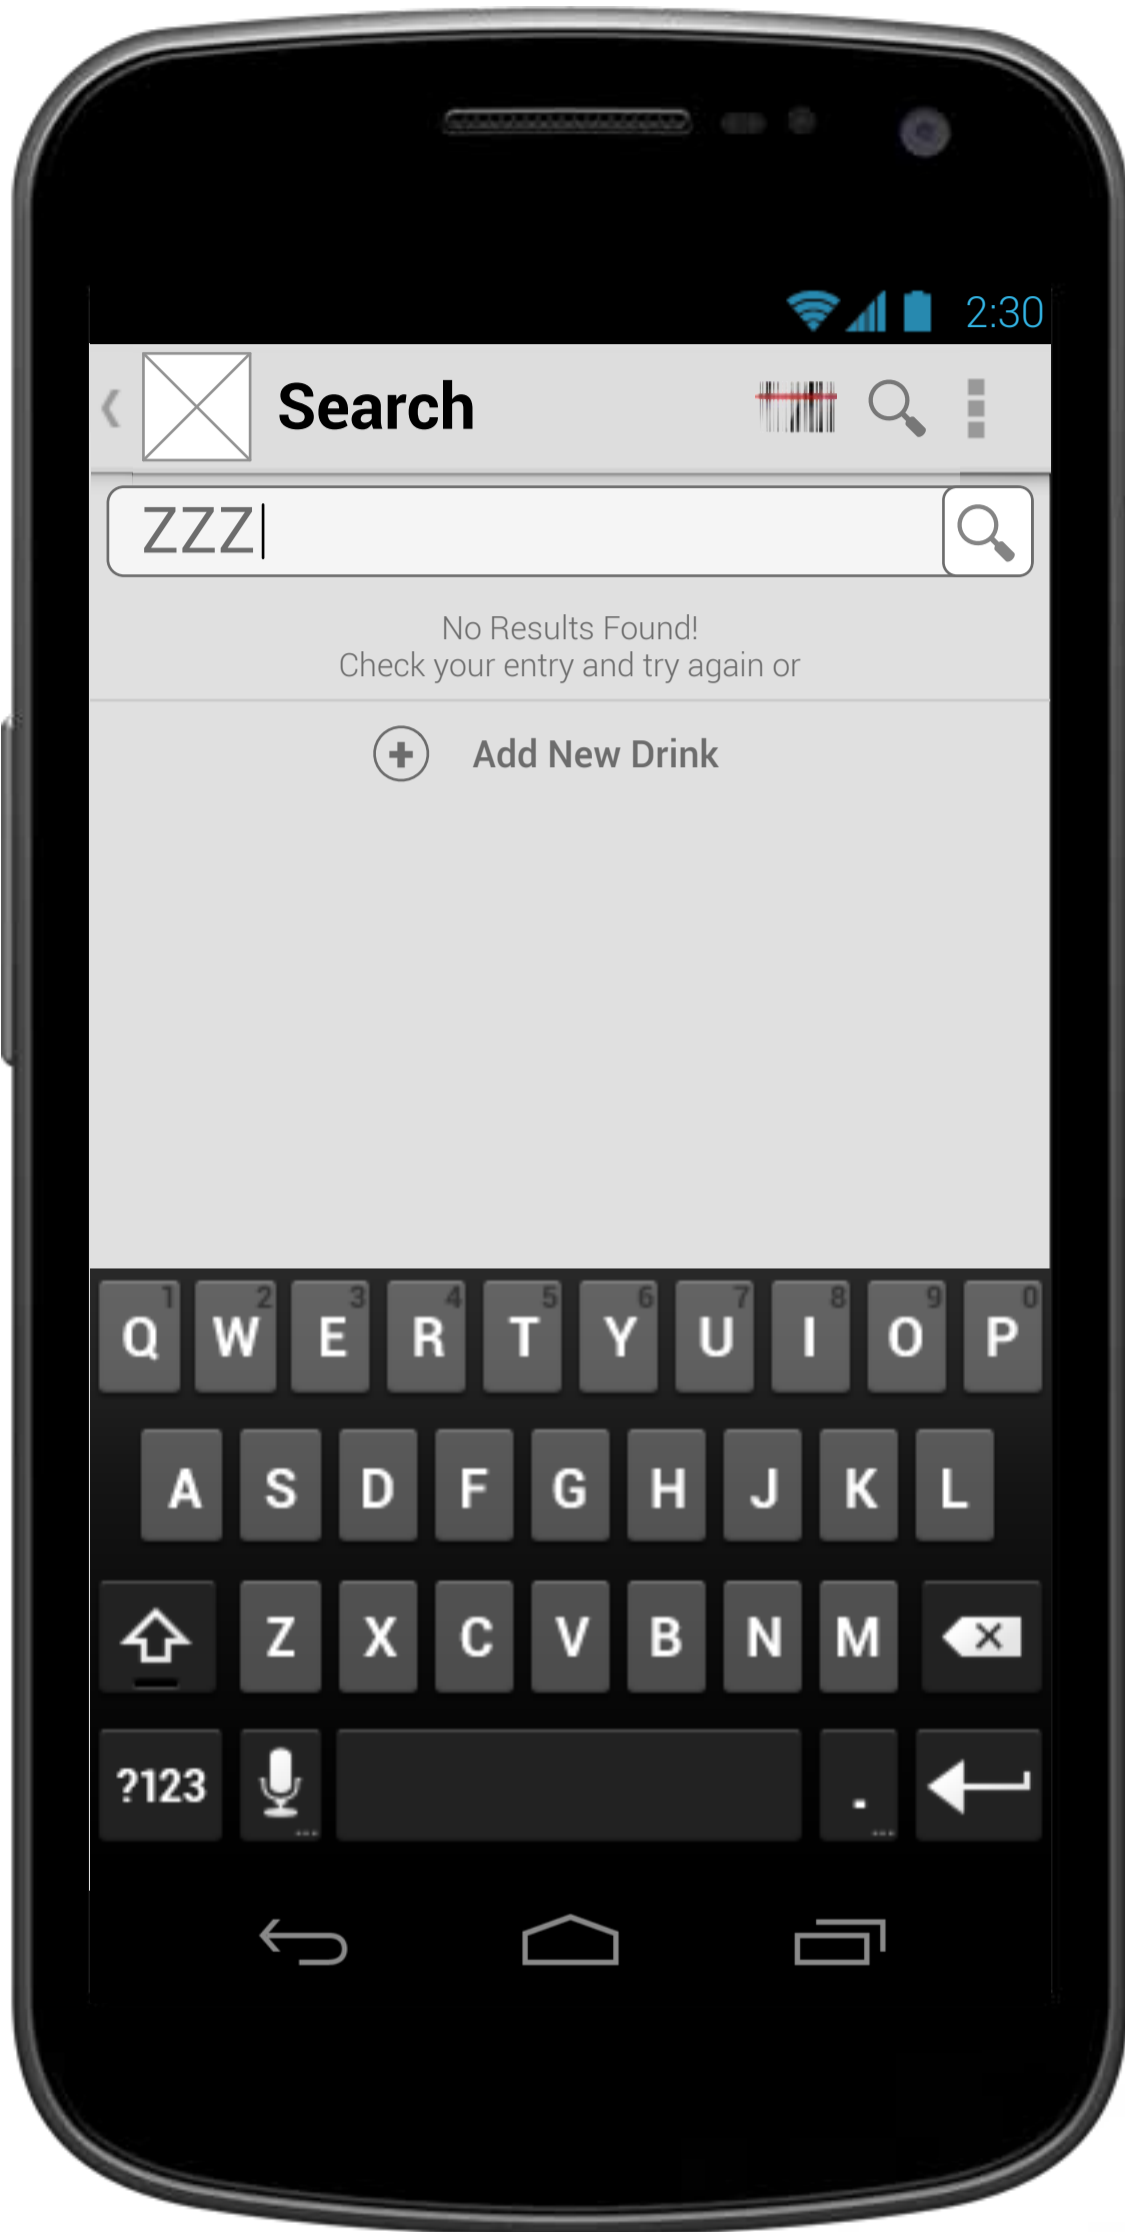 2:30
Search
ZZZ
No Results Found!
Check your entry and try again or
Add New Drink
1 2 3 4 5 6 7 8 9 0
Q W E R T Y U I O P
A S D F G H J K L
Z X C V B N M
?123 ... . ...